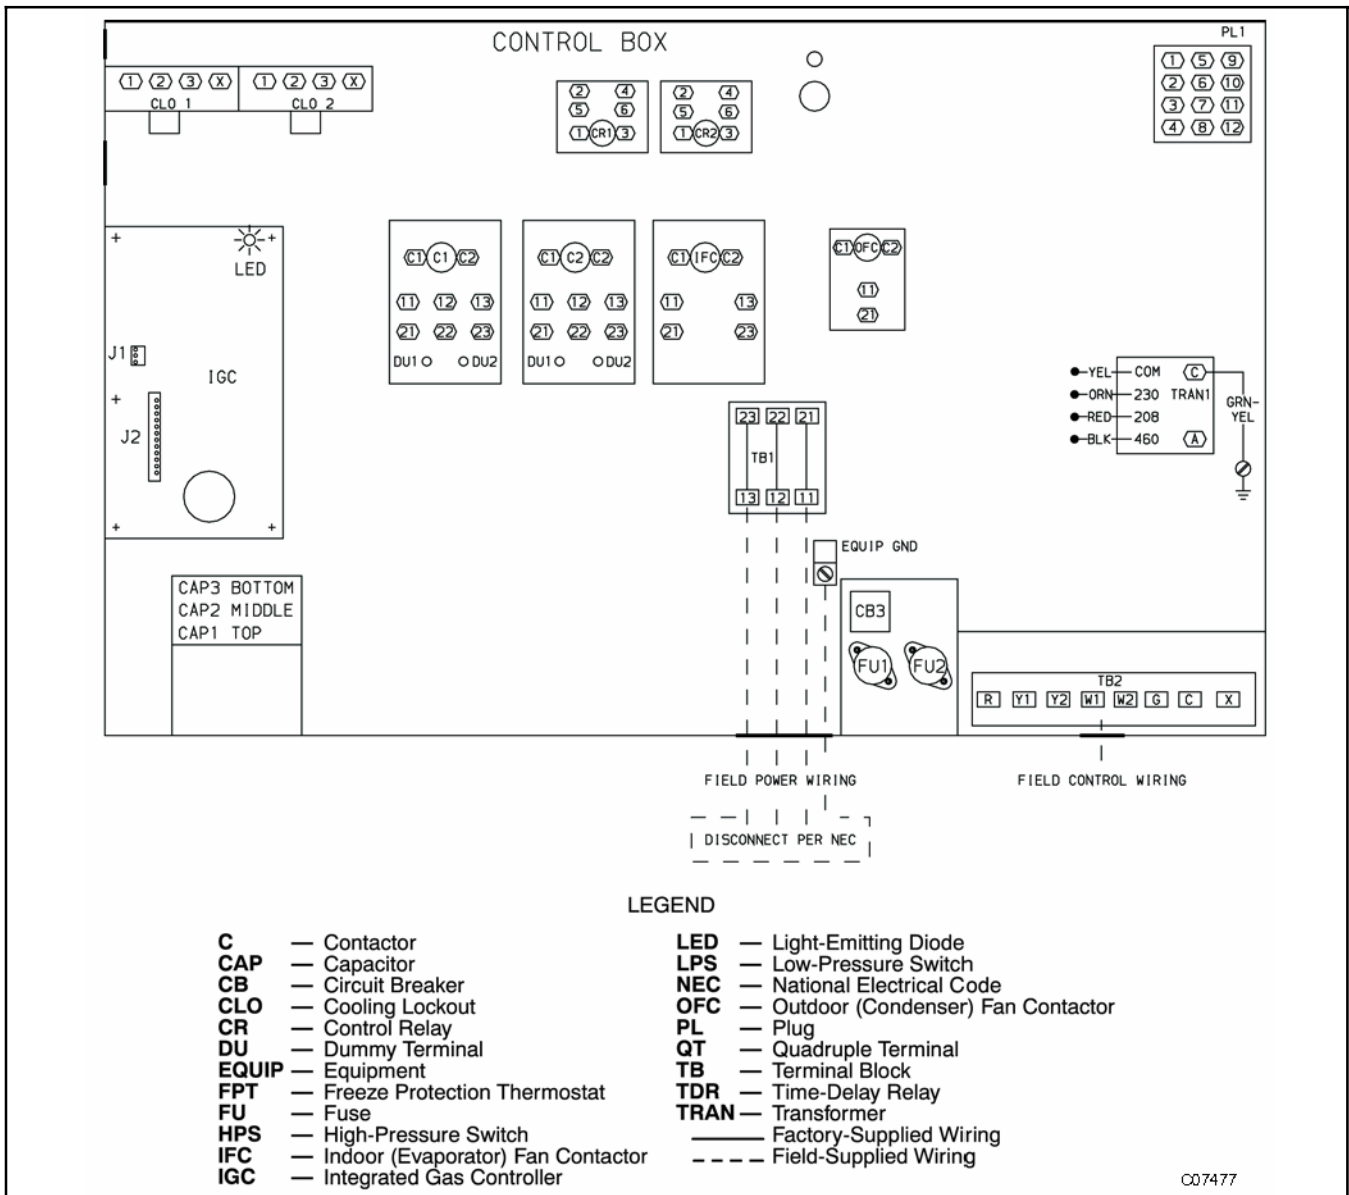 CONTROL BOX
PL1
1 2 3 X 1 2 3 X
CLO 1 CLO 2
2 4
5 6
1 CR1 3
2 4
5 6
1 CR2 3
1 5 9
2 6 10
3 7 11
4 8 12
LED
J1
IGC
J2
C1 C1 C2
11 12 13
21 22 23
DU1 DU2
C1 C2 C2
11 12 13
21 22 23
DU1 DU2
C1 IFC C2
11 13
21 23
C1 OFC C2
11
21
YEL COM C
ORN 230 TRAN1
RED 208
BLK 460 A
GRN-
YEL
23 22 21
TB1
13 12 11
EQUIP GND
CAP3 BOTTOM
CAP2 MIDDLE
CAP1 TOP
CB3
FU1 FU2
TB2
R Y1 Y2 W1 W2 G C X
FIELD POWER WIRING
FIELD CONTROL WIRING
DISCONNECT PER NEC
LEGEND
C — Contactor
CAP — Capacitor
CB — Circuit Breaker
CLO — Cooling Lockout
CR — Control Relay
DU — Dummy Terminal
EQUIP — Equipment
FPT — Freeze Protection Thermostat
FU — Fuse
HPS — High-Pressure Switch
IFC — Indoor (Evaporator) Fan Contactor
IGC — Integrated Gas Controller
LED — Light-Emitting Diode
LPS — Low-Pressure Switch
NEC — National Electrical Code
OFC — Outdoor (Condenser) Fan Contactor
PL — Plug
QT — Quadruple Terminal
TB — Terminal Block
TDR — Time-Delay Relay
TRAN — Transformer
Factory-Supplied Wiring
Field-Supplied Wiring
C07477